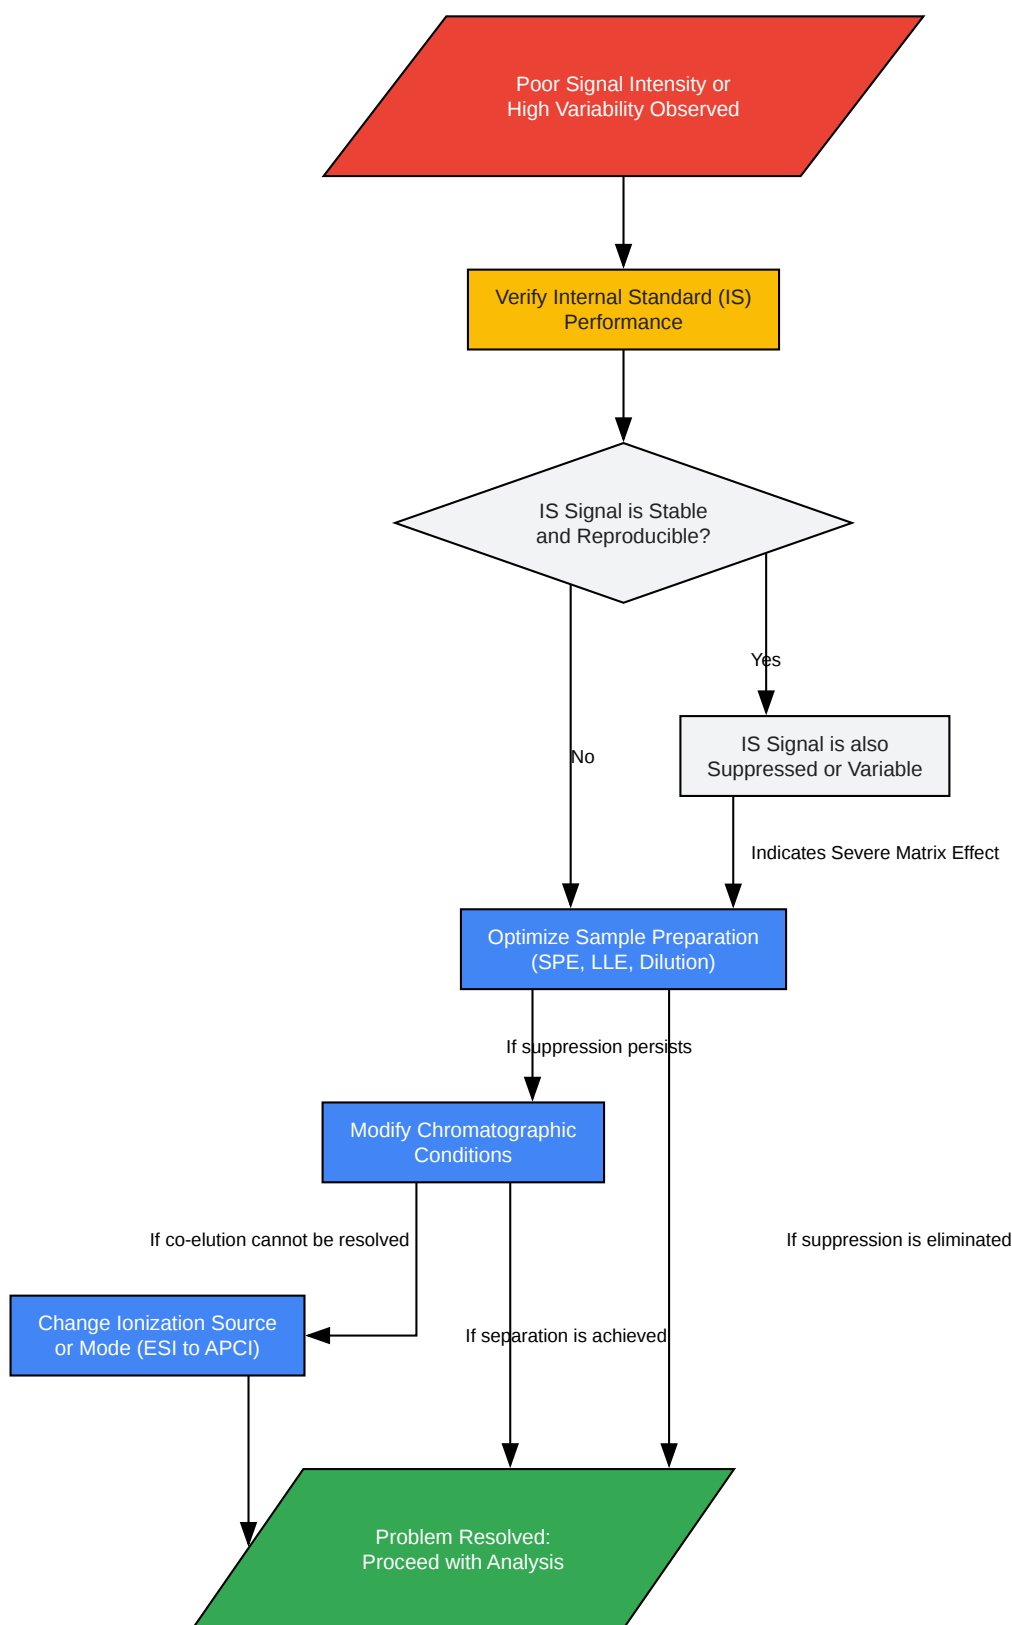 Poor Signal Intensity or
High Variability Observed
Verify Internal Standard (IS)
Performance
IS Signal is Stable
and Reproducible?
Yes
IS Signal is also
Suppressed or Variable
No
Indicates Severe Matrix Effect
Optimize Sample Preparation
(SPE, LLE, Dilution)
If suppression persists
Modify Chromatographic
Conditions
If co-elution cannot be resolved
If suppression is eliminated
Change Ionization Source
or Mode (ESI to APCI)
If separation is achieved
Problem Resolved:
Proceed with Analysis